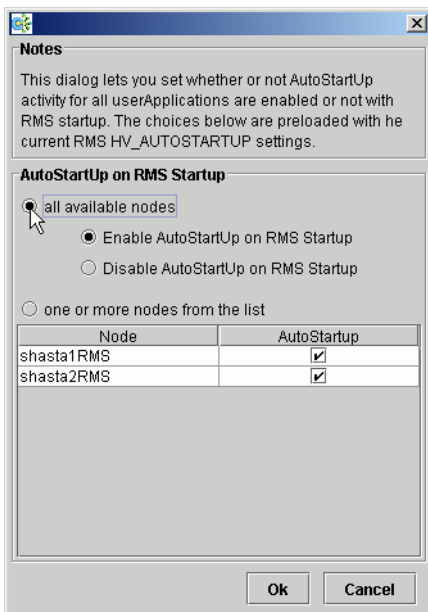 Notes
This dialog lets you set whether or not AutoStartUp
activity for all userApplications are enabled or not with
RMS startup. The choices below are preloaded with he
current RMS HV_AUTOSTARTUP settings.
AutoStartUp on RMS Startup
all available nodes
Enable AutoStartUp on RMS Startup
Disable AutoStartUp on RMS Startup
one or more nodes from the list
Node AutoStartup
shasta1RMS
shasta2RMS
Ok Cancel